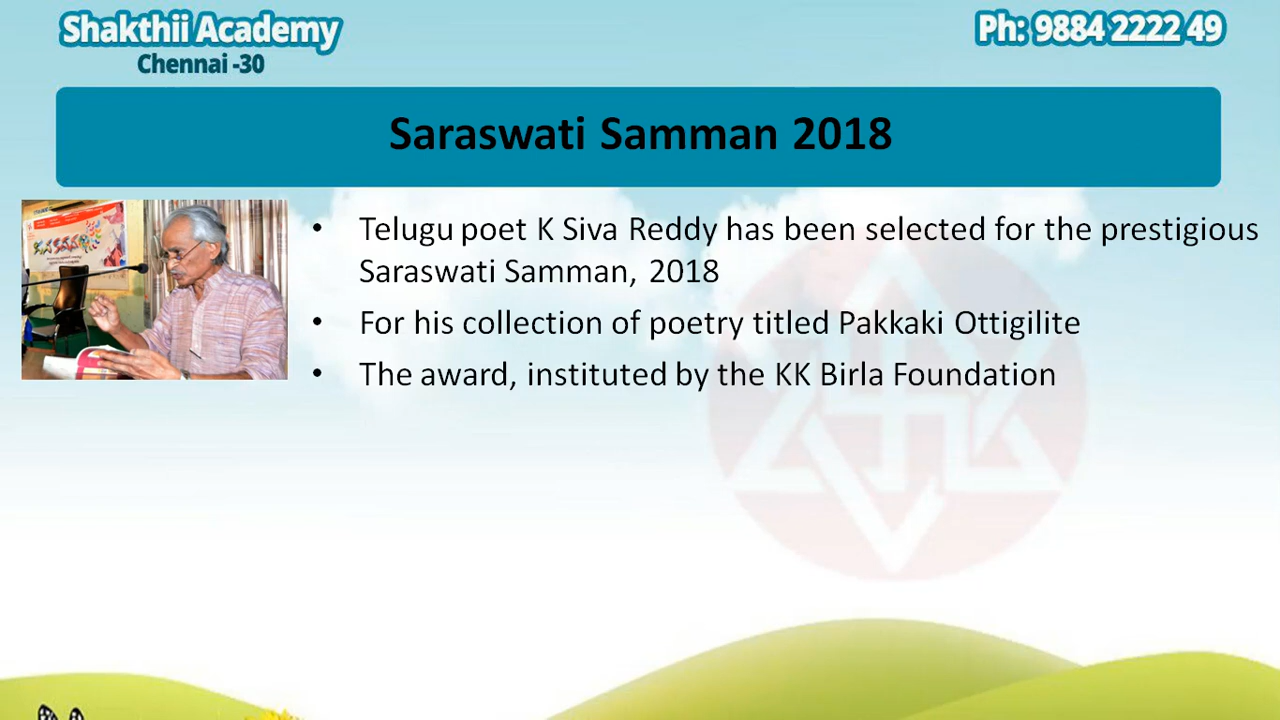 Shakthii Academy
Chennai -30
Ph: 9884 2222 49
Saraswati Samman 2018
• Telugu poet K Siva Reddy has been selected for the prestigious
Saraswati Samman, 2018
• For his collection of poetry titled Pakkaki Ottigilite
• The award, instituted by the KK Birla Foundation